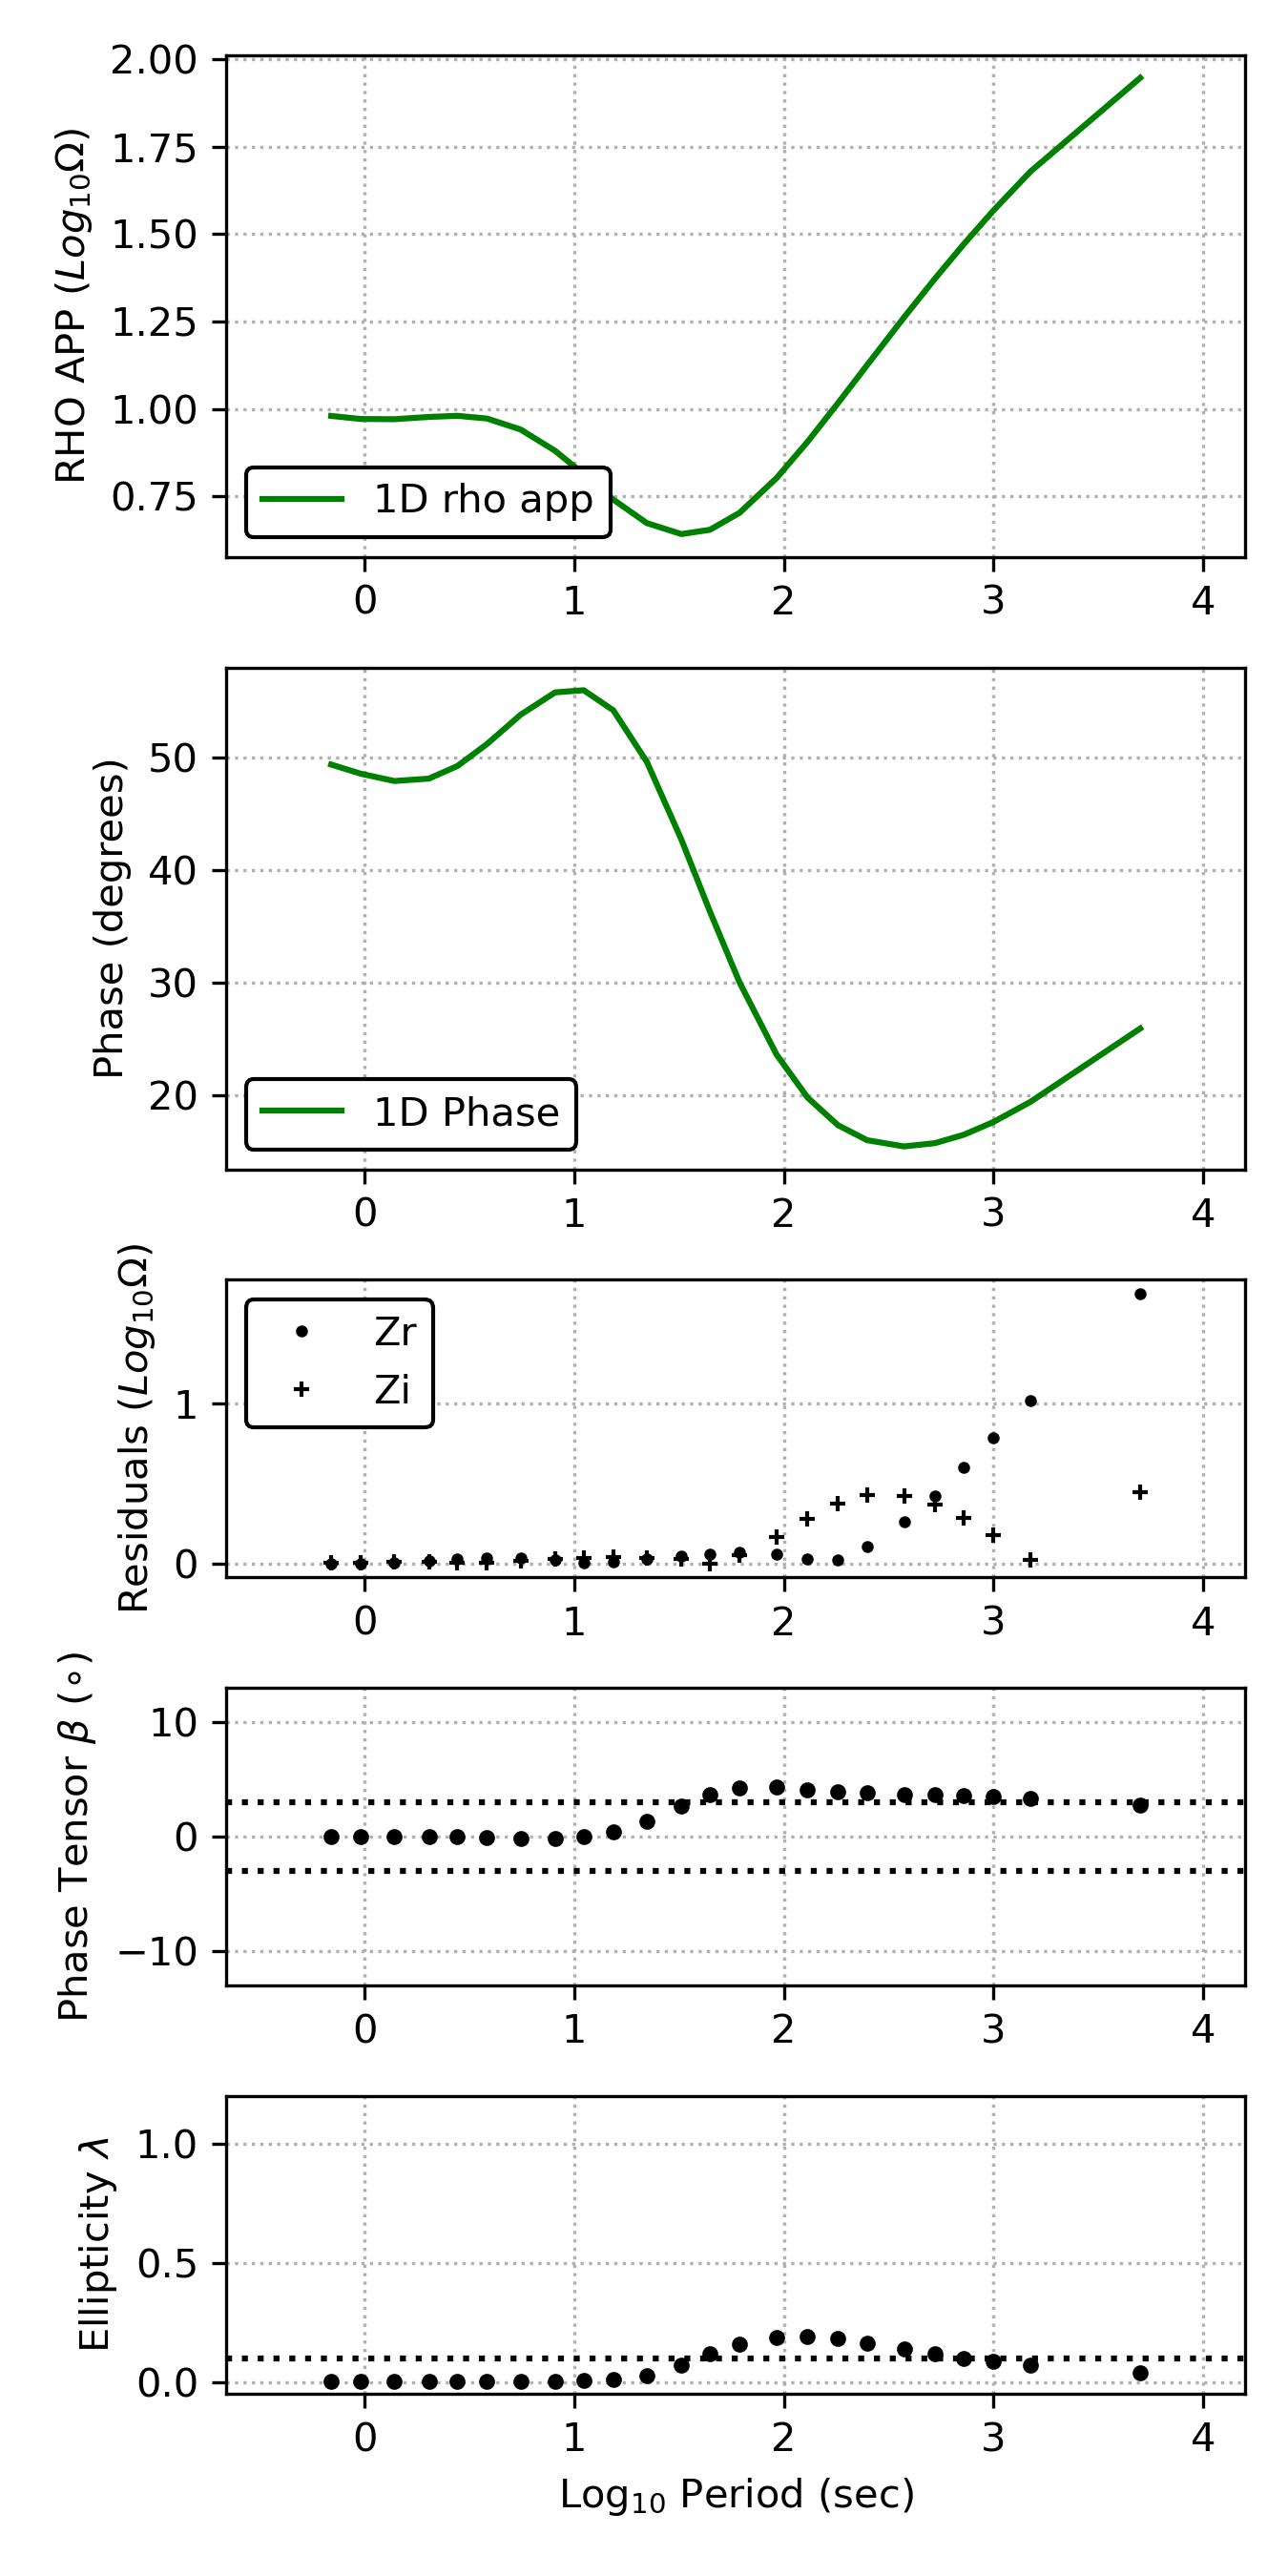 RHO APP (Log₁₀Ω)
2.00
1.75
1.50
1.25
1.00
0.75
1D rho app
0 1 2 3 4
Phase (degrees)
50
40
30
20
1D Phase
0 1 2 3 4
Residuals (Log₁₀Ω)
1
0
Zr
Zi
0 1 2 3 4
Phase Tensor β (∘)
10
0
−10
0 1 2 3 4
Ellipticity λ
1.0
0.5
0.0
0 1 2 3 4
Log₁₀ Period (sec)